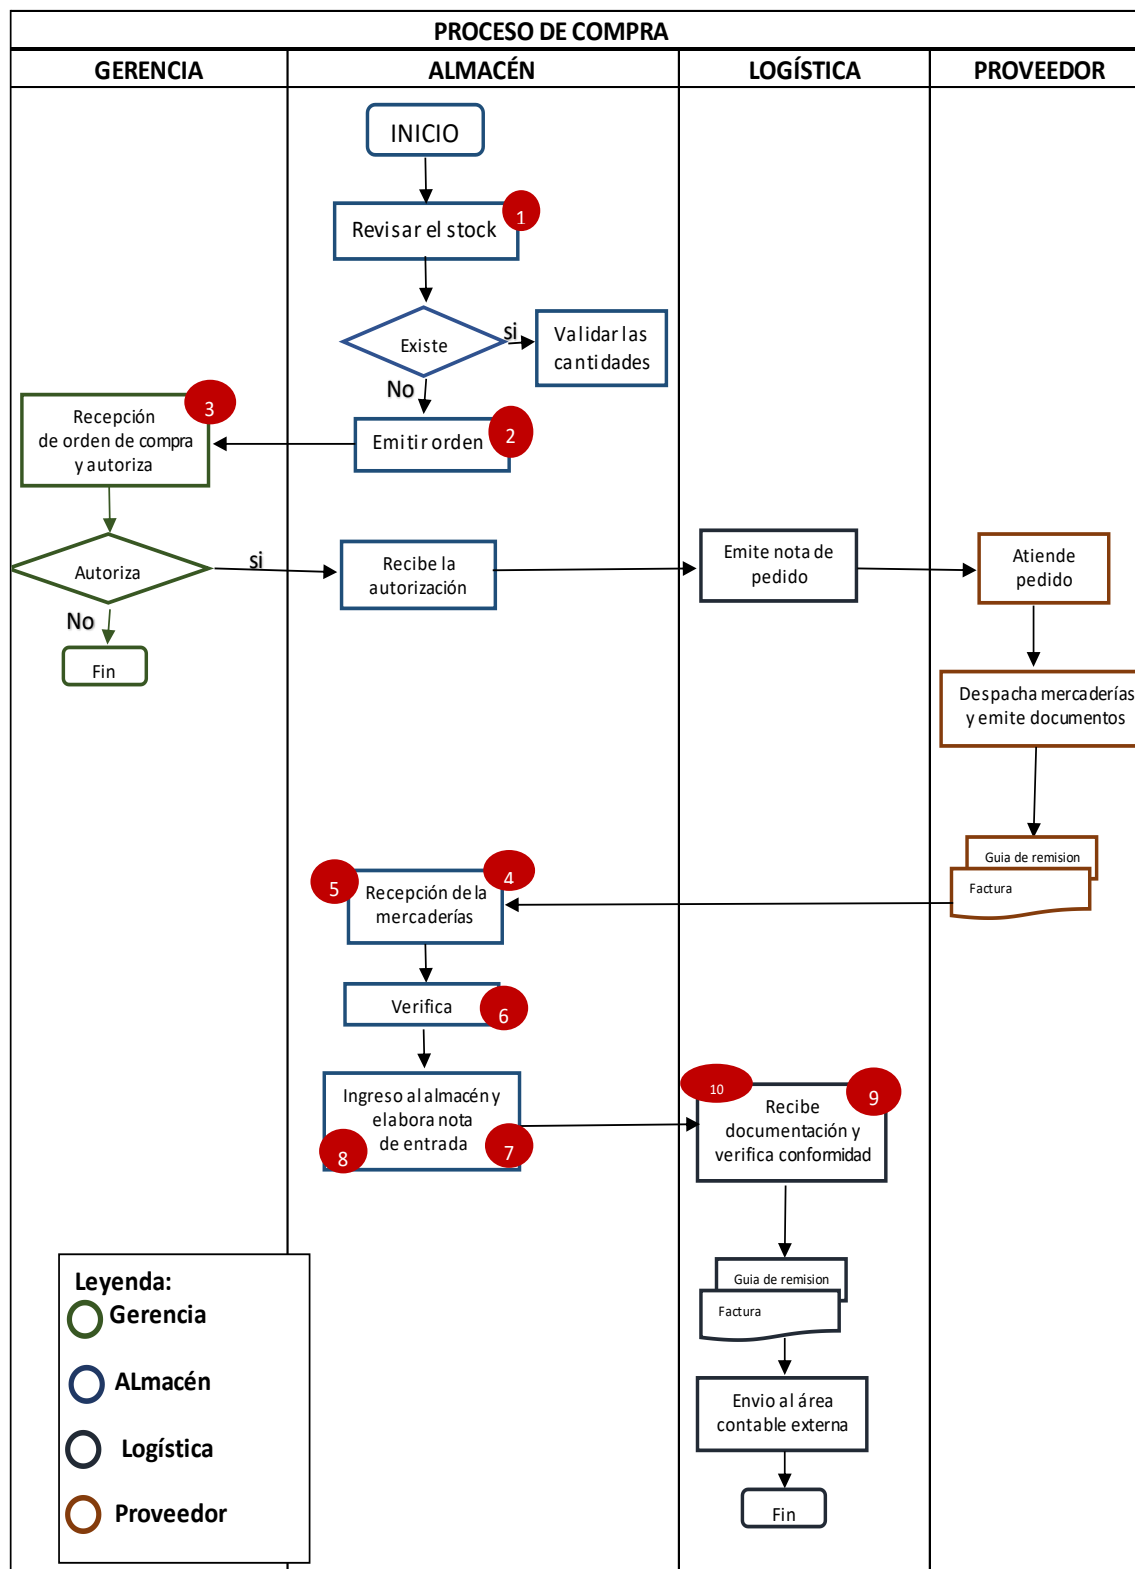 PROCESO DE COMPRA
GERENCIA
ALMACÉN
LOGÍSTICA
PROVEEDOR
INICIO
1
Revisar el stock
Existe
si
Validar las
cantidades
No
3
Recepción
de orden de compra
y autoriza
2
Emitir orden
Autoriza
si
Recibe la
autorización
Emite nota de
pedido
Atiende
pedido
No
Fin
Despacha mercaderías
y emite documentos
Guia de remision
Factura
5
4
Recepción de la
mercaderías
Verifica
6
Ingreso al almacén y
elabora nota
de entrada
8
7
10
9
Recibe
documentación y
verifica conformidad
Guia de remision
Factura
Envio al área
contable externa
Fin
Leyenda:
Gerencia
ALmacén
Logística
Proveedor